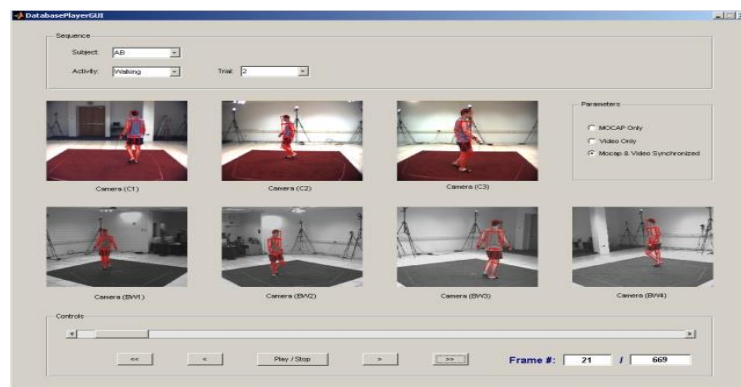 DatabasePlayerGUI
Sequence
Subject: AB
Activity: Walking Trial: 2
Parameters
MOCAP Only
Video Only
Mocap & Video Synchronized
Camera (C1) Camera (C2) Camera (C3)
Camera (BW1) Camera (BW2) Camera (BW3) Camera (BW4)
Controls
<< < Play / Stop > >> Frame #: 21 / 669